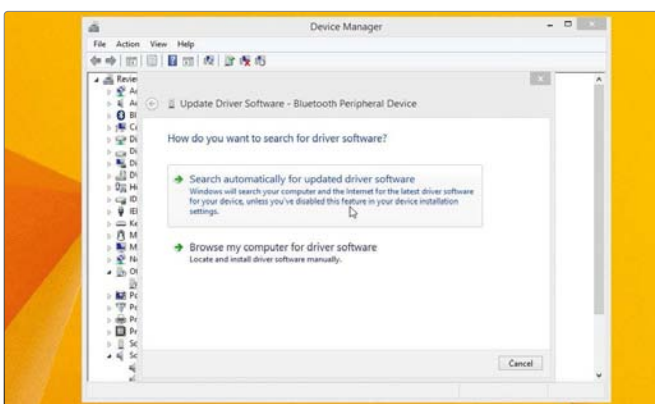 Device Manager
File Action View Help
Update Driver Software - Bluetooth Peripheral Device
How do you want to search for driver software?
Search automatically for updated driver software
Windows will search your computer and the Internet for the latest driver software
for your device, unless you've disabled this feature in your device installation
settings.
Browse my computer for driver software
Locate and install driver software manually.
Cancel